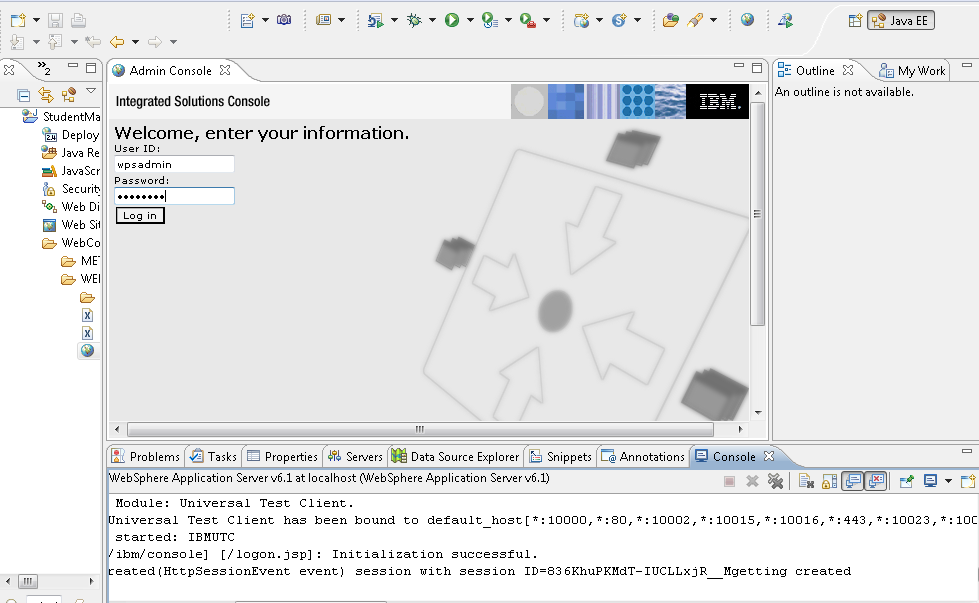 Java EE
2
Admin Console
Outline
My Work
An outline is not available.
StudentMa
Deploy
Java Re
JavaScr
Security
Web Di
Web Sit
WebCo
ME
WEI
X
X
Integrated Solutions Console
IBM.
Welcome, enter your information.
User ID:
wpsadmin
Password:
••••••••
Log in
Problems
Tasks
Properties
Servers
Data Source Explorer
Snippets
Annotations
Console
WebSphere Application Server v6.1 at localhost (WebSphere Application Server v6.1)
Module: Universal Test Client.
Universal Test Client has been bound to default_host[*:10000,*:80,*:10002,*:10015,*:10016,*:443,*:10023,*:100
started: IBMUTC
/ibm/console] [/logon.jsp]: Initialization successful.
reated(HttpSessionEvent event) session with session ID=836KhuPKMdT-IUCLLxjR__Mgetting created